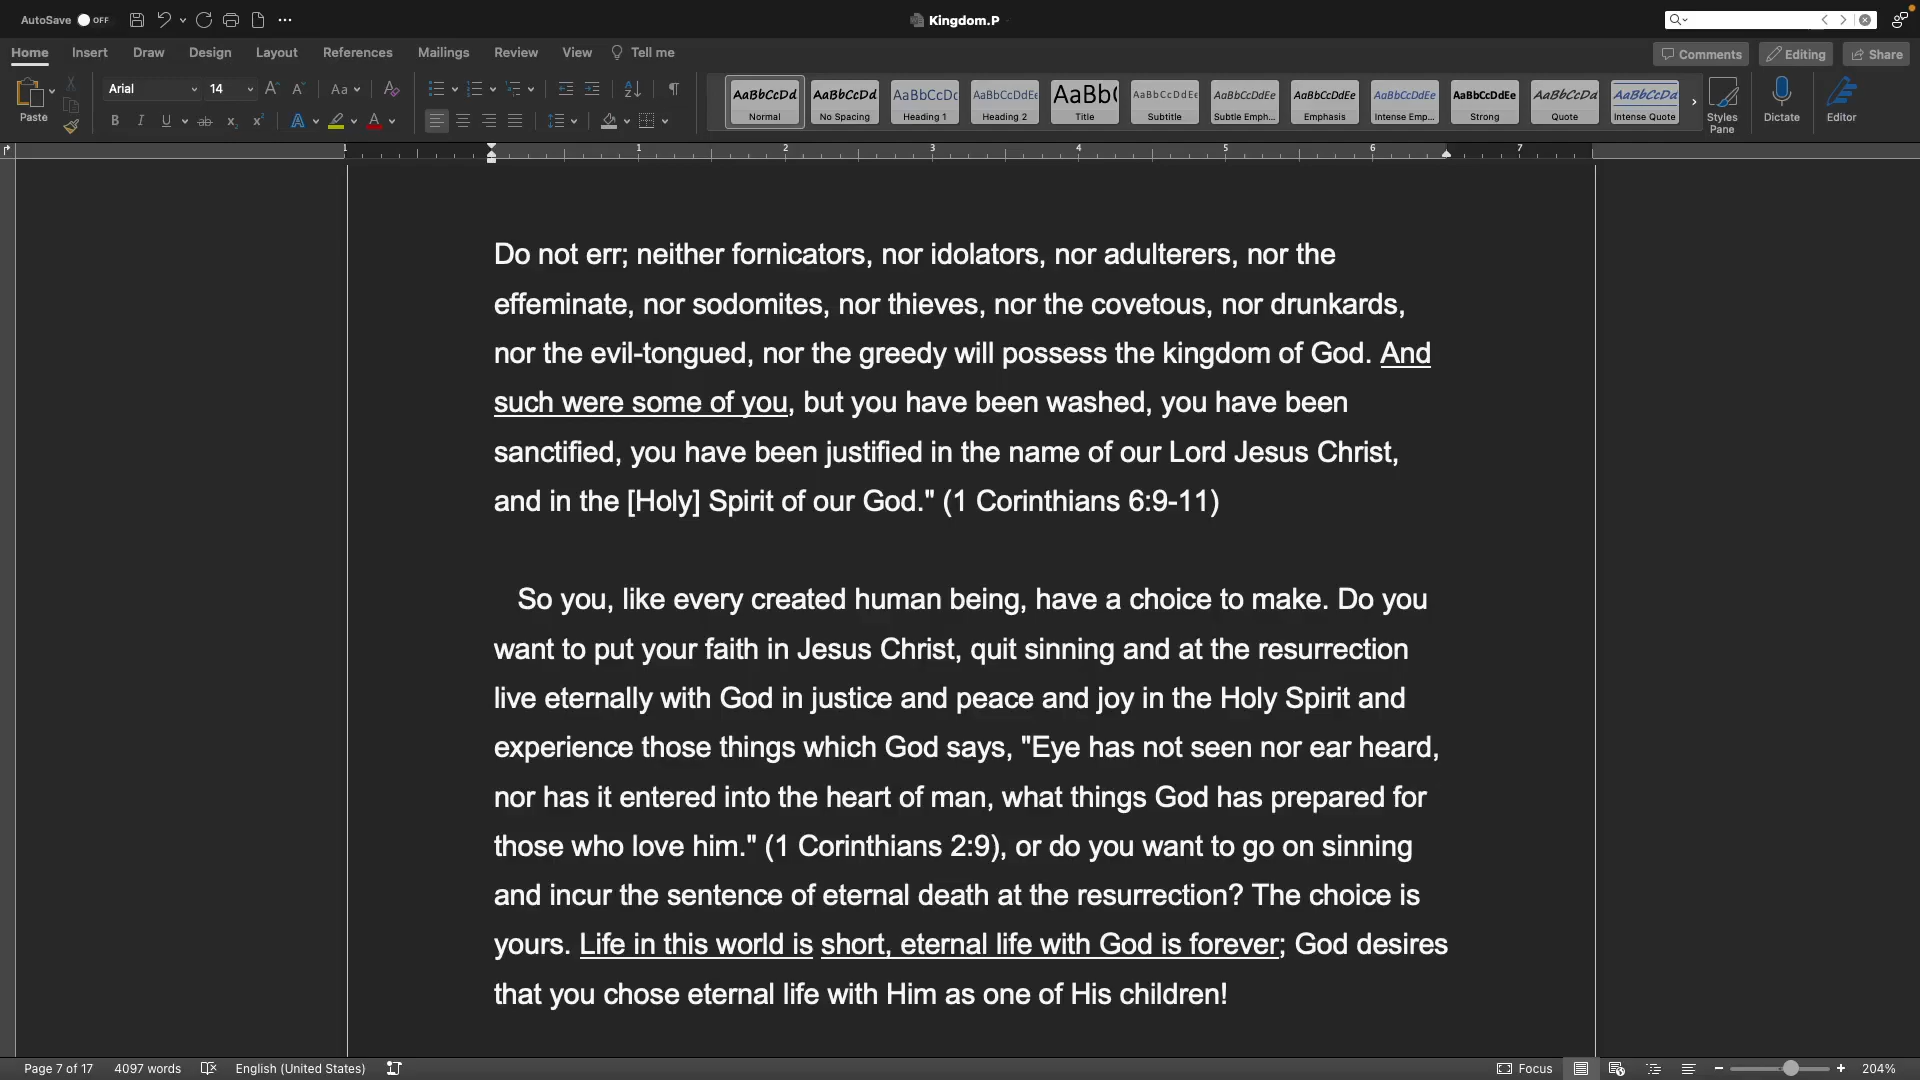 AutoSave OFF
Kingdom.P
Home Insert Draw Design Layout References Mailings Review View Tell me
Comments Editing Share
Paste
Arial 14
Aa
B I U ab x x A A
AaBbCcDd AaBbCcDd AaBbCcDc AaBbCcDdEe AaBb( AaBbCcDdEe AaBbCcDdEe AaBbCcDdEe AaBbCcDdEe AaBbCcDdEe AaBbCcDd AaBbCcDd
Normal No Spacing Heading 1 Heading 2 Title Subtitle Subtle Emph... Emphasis Intense Emp... Strong Quote Intense Quote
Styles Pane Dictate Editor
1 1 2 3 4 5 6 7
Do not err; neither fornicators, nor idolators, nor adulterers, nor the
effeminate, nor sodomites, nor thieves, nor the covetous, nor drunkards,
nor the evil-tongued, nor the greedy will possess the kingdom of God. And
such were some of you, but you have been washed, you have been
sanctified, you have been justified in the name of our Lord Jesus Christ,
and in the [Holy] Spirit of our God." (1 Corinthians 6:9-11)
So you, like every created human being, have a choice to make. Do you
want to put your faith in Jesus Christ, quit sinning and at the resurrection
live eternally with God in justice and peace and joy in the Holy Spirit and
experience those things which God says, "Eye has not seen nor ear heard,
nor has it entered into the heart of man, what things God has prepared for
those who love him." (1 Corinthians 2:9), or do you want to go on sinning
and incur the sentence of eternal death at the resurrection? The choice is
yours. Life in this world is short, eternal life with God is forever; God desires
that you chose eternal life with Him as one of His children!
Page 7 of 17 4097 words English (United States) Focus 204%